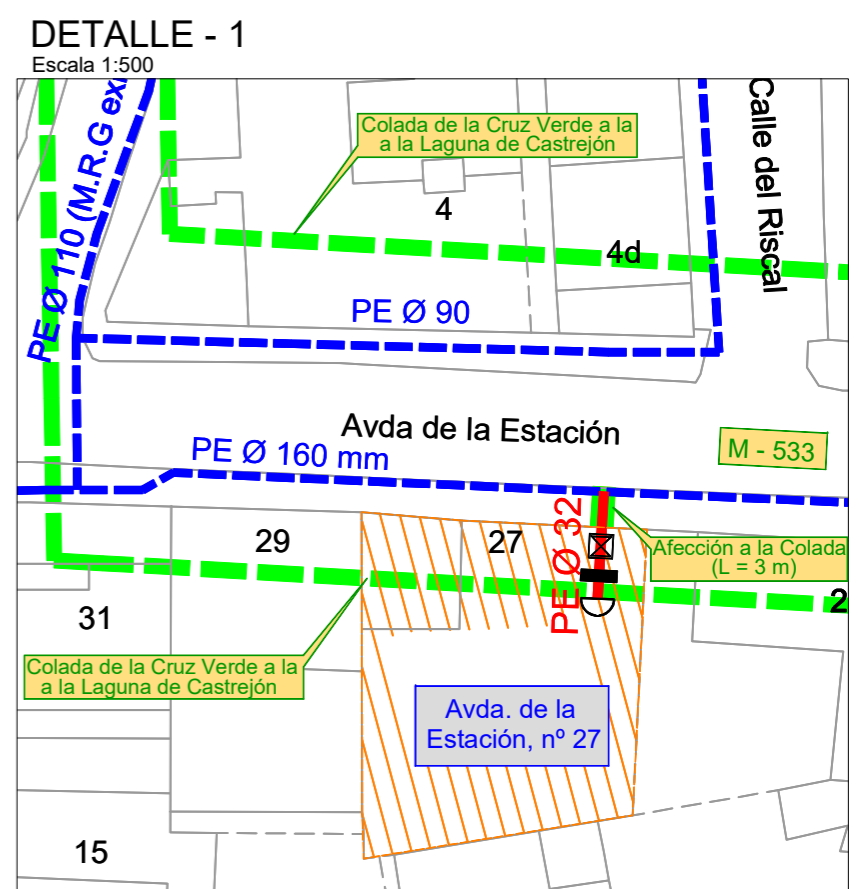 DETALLE - 1
Escala 1:500
PE Ø 110 (M.R.G exi
Colada de la Cruz Verde a la
a la Laguna de Castrejón
Calle del Riscal
4
4d
PE Ø 90
Avda de la Estación
M - 533
PE Ø 160 mm
29
27
PE Ø 32
Afección a la Colada
(L = 3 m)
2
31
Colada de la Cruz Verde a la
a la Laguna de Castrejón
Avda. de la
Estación, nº 27
15